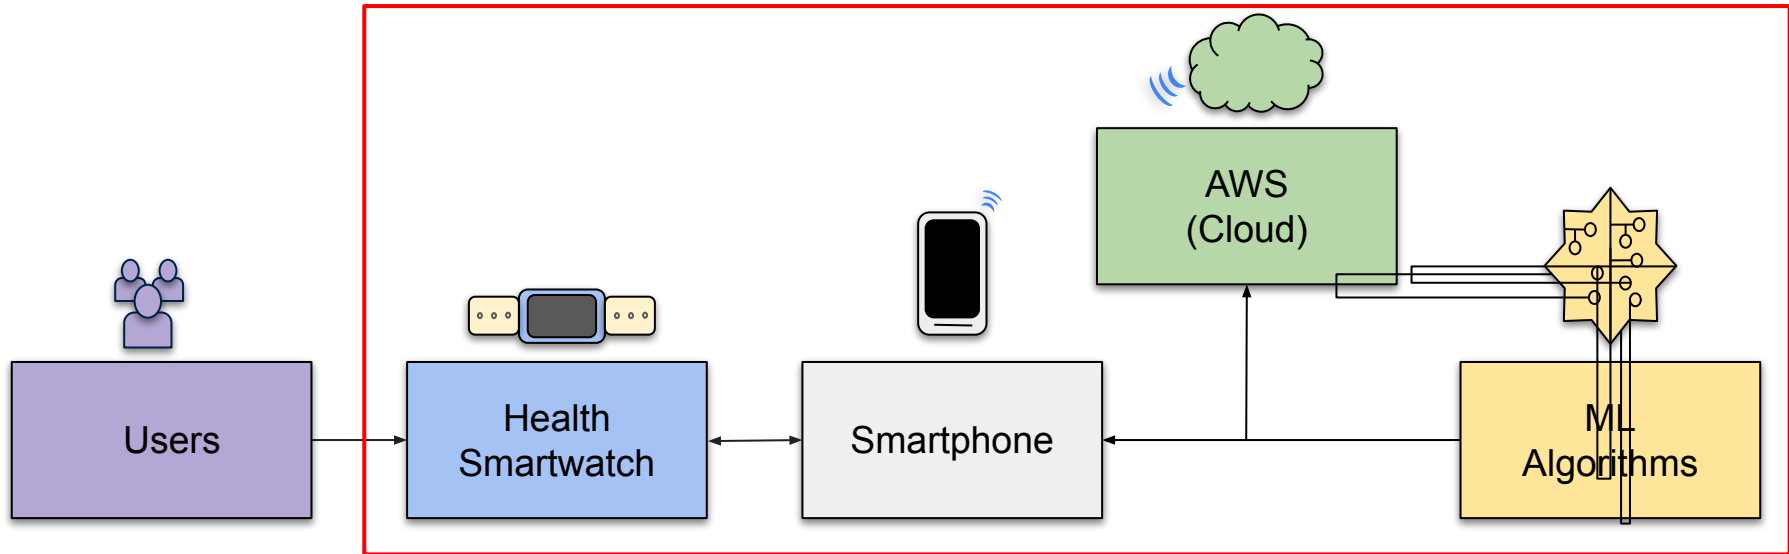 Users
Health
Smartwatch
Smartphone
AWS
(Cloud)
ML
Algorithms